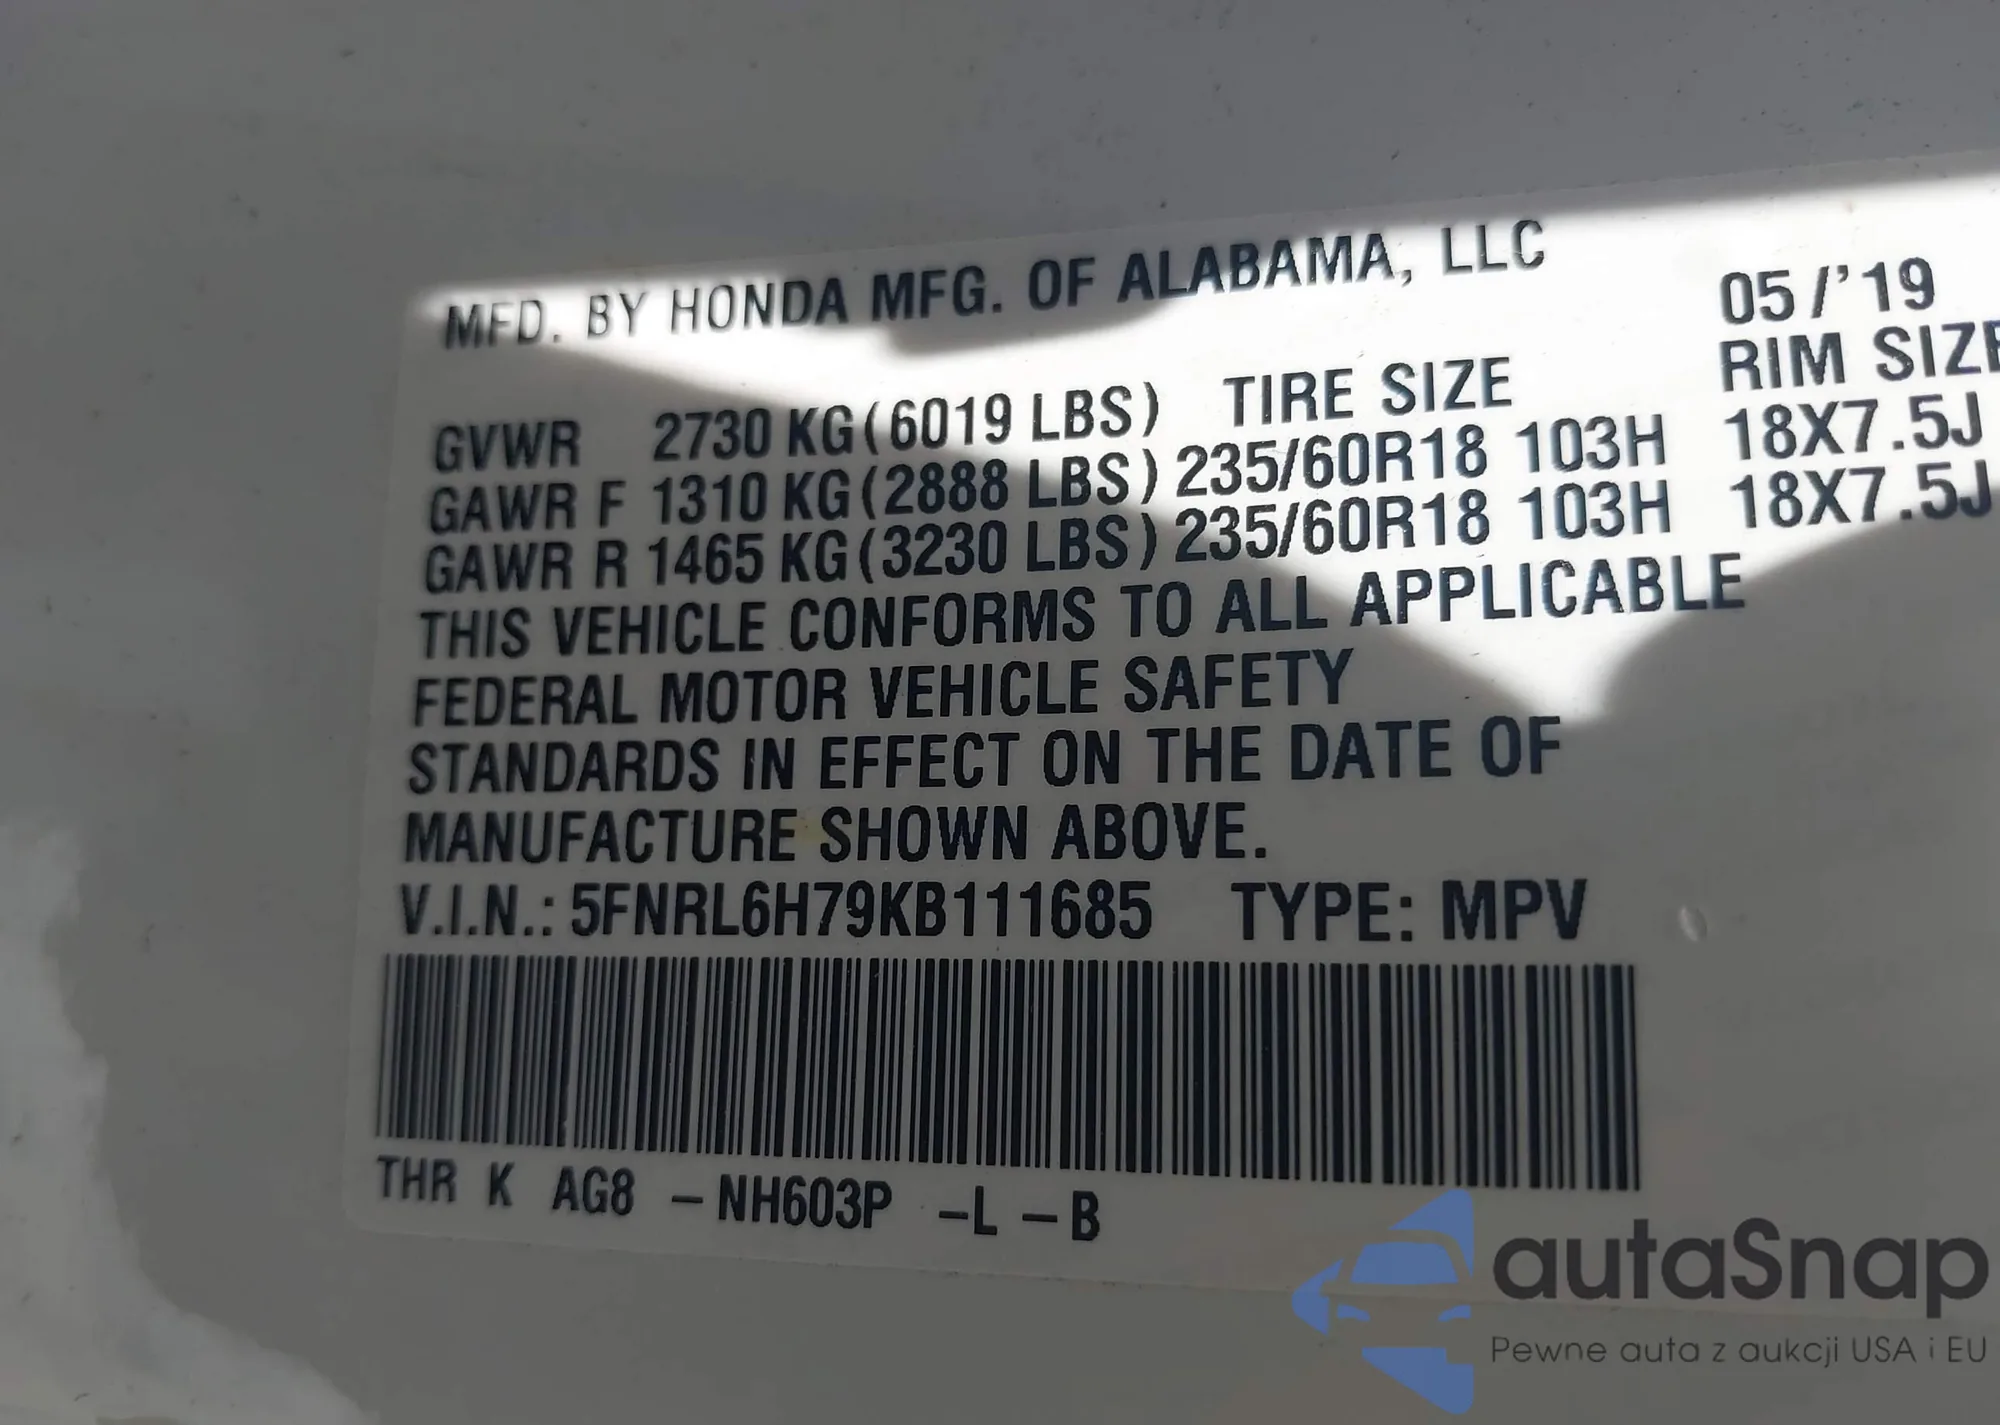 MFD. BY HONDA MFG. OF ALABAMA, LLC
05/'19
GVWR 2730 KG(6019 LBS) TIRE SIZE RIM SIZE
GAWR F 1310 KG(2888 LBS) 235/60R18 103H 18X7.5J
GAWR R 1465 KG(3230 LBS) 235/60R18 103H 18X7.5J
THIS VEHICLE CONFORMS TO ALL APPLICABLE
FEDERAL MOTOR VEHICLE SAFETY
STANDARDS IN EFFECT ON THE DATE OF
MANUFACTURE SHOWN ABOVE.
V.I.N.: 5FNRL6H79KB111685 TYPE: MPV
THR K AG8 -NH603P -L -B
autaSnap
Pewne auta z aukcji USA i EU